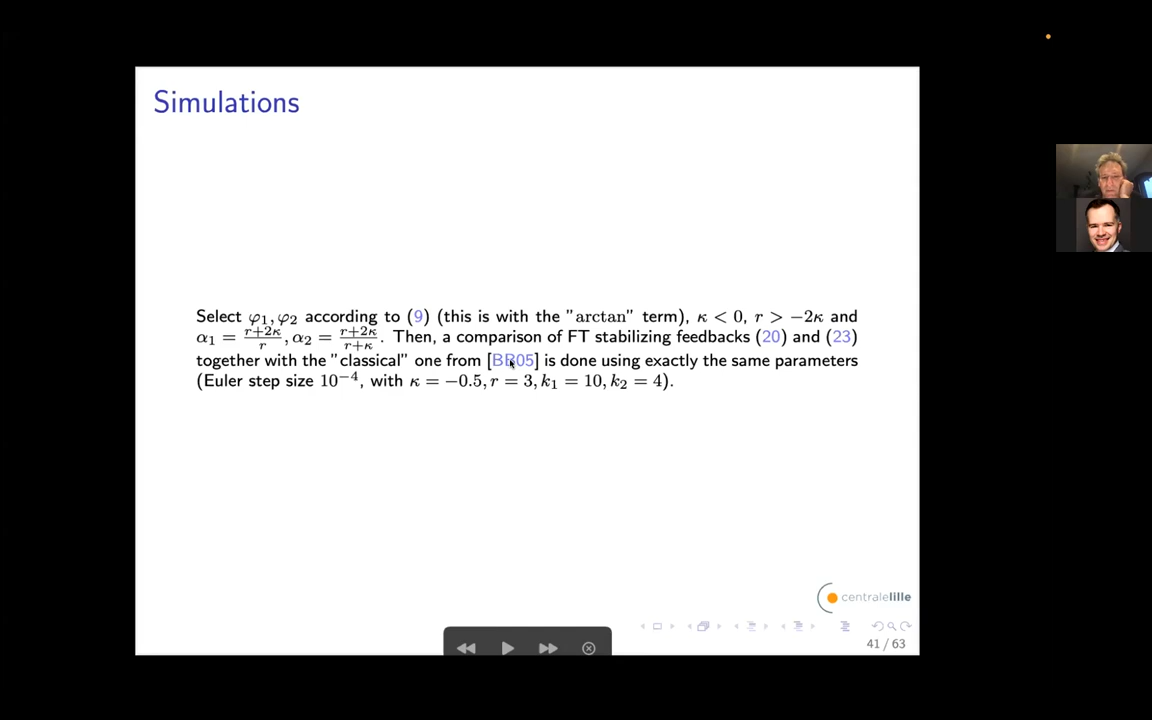 Simulations
Select φ₁, φ₂ according to (9) (this is with the "arctan" term), κ < 0, r > −2κ and
α₁ = (r+2κ)/r, α₂ = (r+2κ)/(r+κ). Then, a comparison of FT stabilizing feedbacks (20) and (23)
together with the "classical" one from [BB05] is done using exactly the same parameters
(Euler step size 10⁻⁴, with κ = −0.5, r = 3, k₁ = 10, k₂ = 4).
centralelille
41 / 63